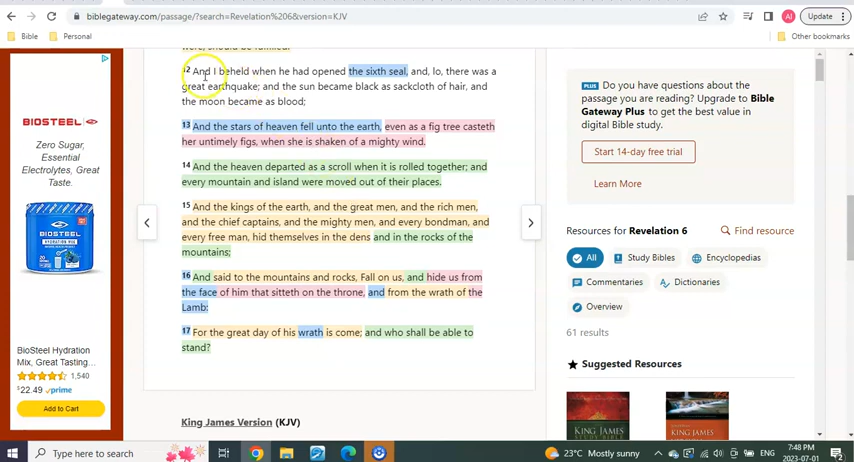 biblegateway.com/passage/?search=Revelation%206&version=KJV
AI
Update
Bible
Personal
Other bookmarks
were, should be fulfilled.
12 And I beheld when he had opened the sixth seal, and, lo, there was a
great earthquake; and the sun became black as sackcloth of hair, and
the moon became as blood;
13 And the stars of heaven fell unto the earth, even as a fig tree casteth
her untimely figs, when she is shaken of a mighty wind.
14 And the heaven departed as a scroll when it is rolled together; and
every mountain and island were moved out of their places.
15 And the kings of the earth, and the great men, and the rich men,
and the chief captains, and the mighty men, and every bondman, and
every free man, hid themselves in the dens and in the rocks of the
mountains;
16 And said to the mountains and rocks, Fall on us, and hide us from
the face of him that sitteth on the throne, and from the wrath of the
Lamb:
17 For the great day of his wrath is come; and who shall be able to
stand?
King James Version (KJV)
BIOSTEEL
Zero Sugar,
Essential
Electrolytes, Great
Taste.
BioSteel Hydration
Mix, Great Tasting...
1,540
$22.49 prime
Add to Cart
PLUS Do you have questions about the
passage you are reading? Upgrade to Bible
Gateway Plus to get the best value in
digital Bible study.
Start 14-day free trial
Learn More
Resources for Revelation 6
Find resource
All
Study Bibles
Encyclopedias
Commentaries
Dictionaries
Overview
61 results
Suggested Resources
KING JAMES
KING JAMES
Type here to search
23°C Mostly sunny
ENG
7:48 PM
2023-07-01
2